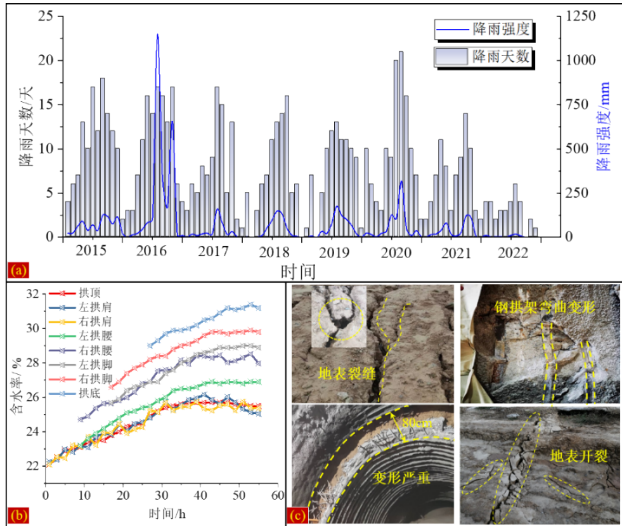 25
20
15
10
5
0
降雨天数/天
降雨强度
降雨天数
1250
1000
750
500
250
0
降雨强度/mm
2015 2016 2017 2018 2019 2020 2021 2022
时间
(a)
32
30
28
26
24
22
含水率/ %
拱顶
左拱肩
右拱肩
左拱腰
右拱腰
左拱脚
右拱脚
拱底
0 10 20 30 40 50 60
时间/h
(b)
地表裂缝
钢拱架弯曲变形
80cm
变形严重
地表开裂
(c)